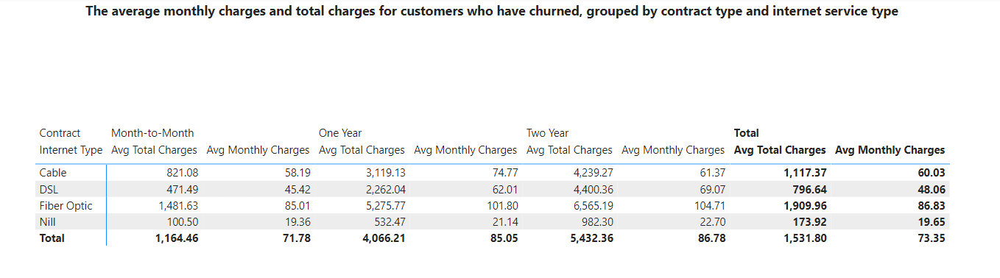 The average monthly charges and total charges for customers who have churned, grouped by contract type and internet service type
Contract Month-to-Month One Year Two Year Total
Internet Type Avg Total Charges Avg Monthly Charges Avg Total Charges Avg Monthly Charges Avg Total Charges Avg Monthly Charges Avg Total Charges Avg Monthly Charges
Cable 821.08 58.19 3,119.13 74.77 4,239.27 61.37 1,117.37 60.03
DSL 471.49 45.42 2,262.04 62.01 4,400.36 69.07 796.64 48.06
Fiber Optic 1,481.63 85.01 5,275.77 101.80 6,565.19 104.71 1,909.96 86.83
Nill 100.50 19.36 532.47 21.14 982.30 22.70 173.92 19.65
Total 1,164.46 71.78 4,066.21 85.05 5,432.36 86.78 1,531.80 73.35